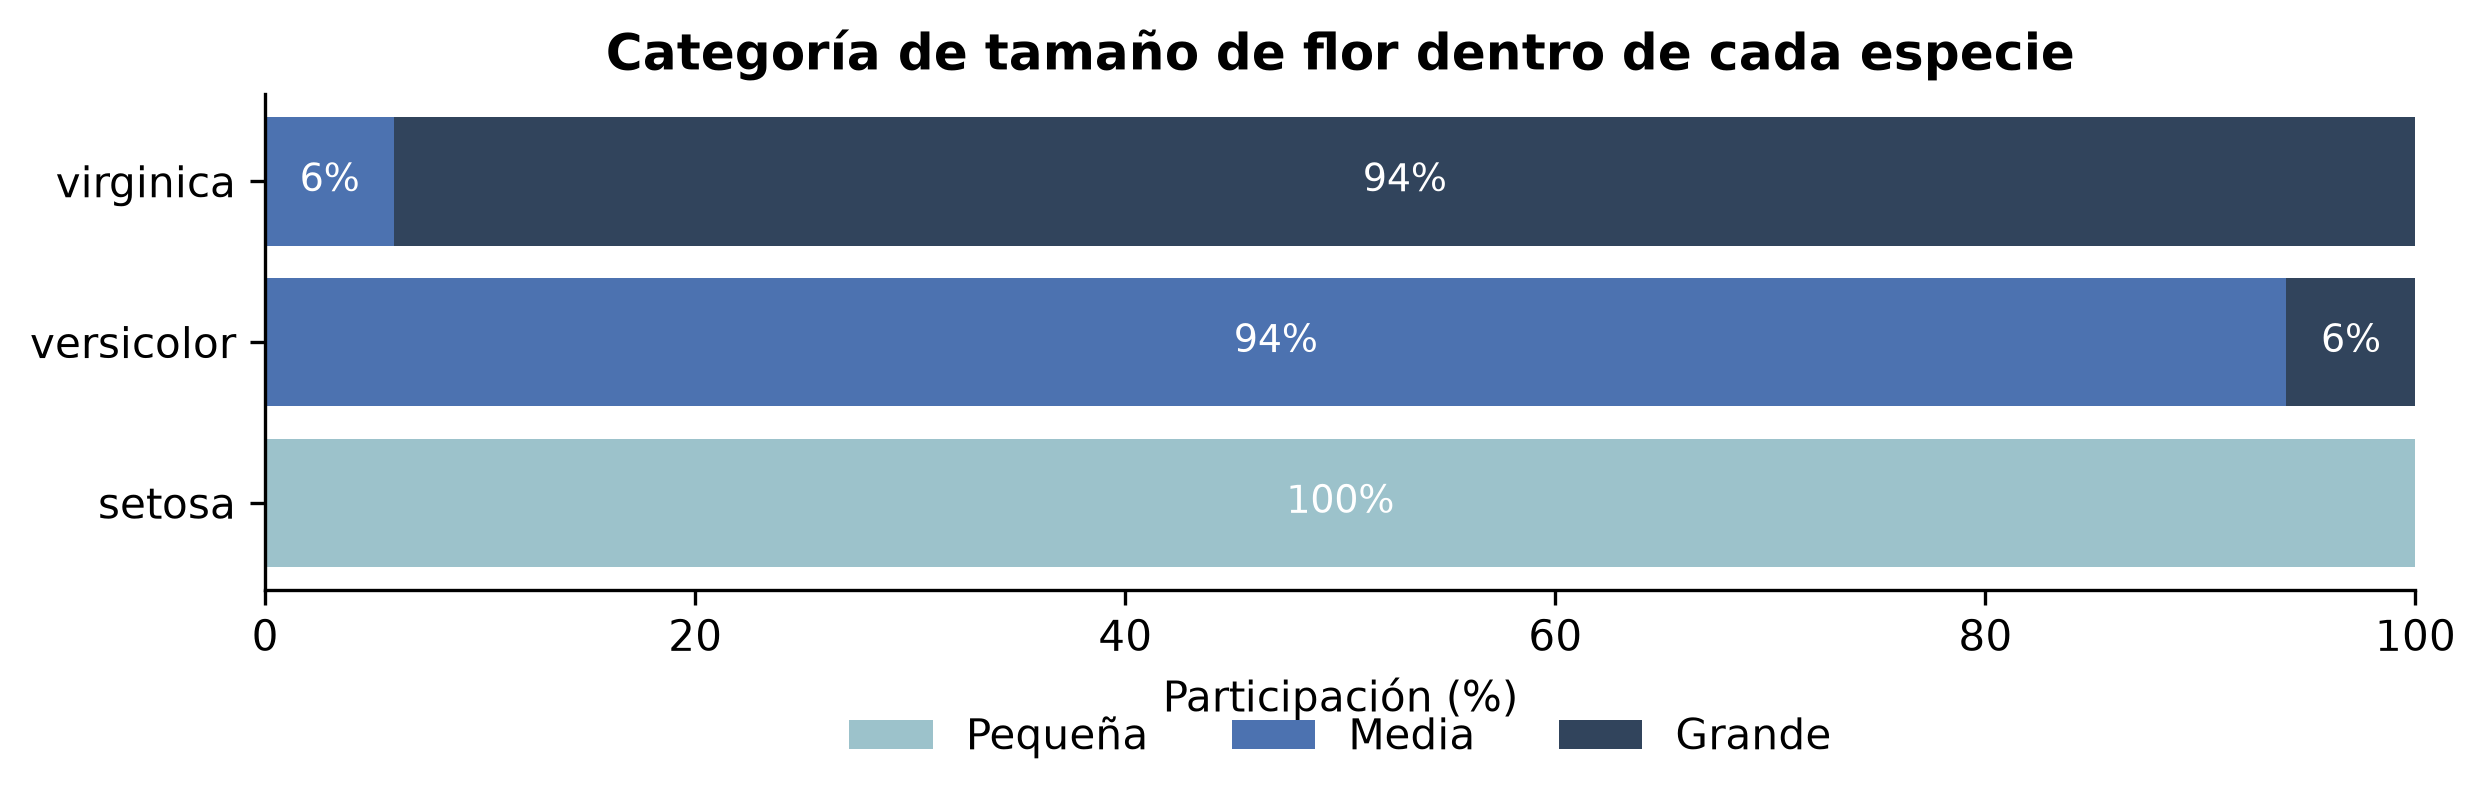 Categoría de tamaño de flor dentro de cada especie
virginica
6%
94%
versicolor
94%
6%
setosa
100%
0 20 40 60 80 100
Participación (%)
Pequeña Media Grande